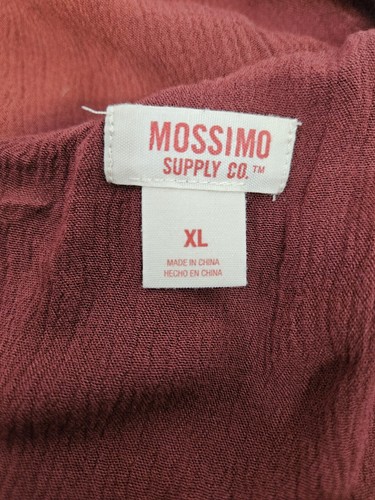 MOSSIMO
SUPPLY CO.™
XL
MADE IN CHINA
HECHO EN CHINA